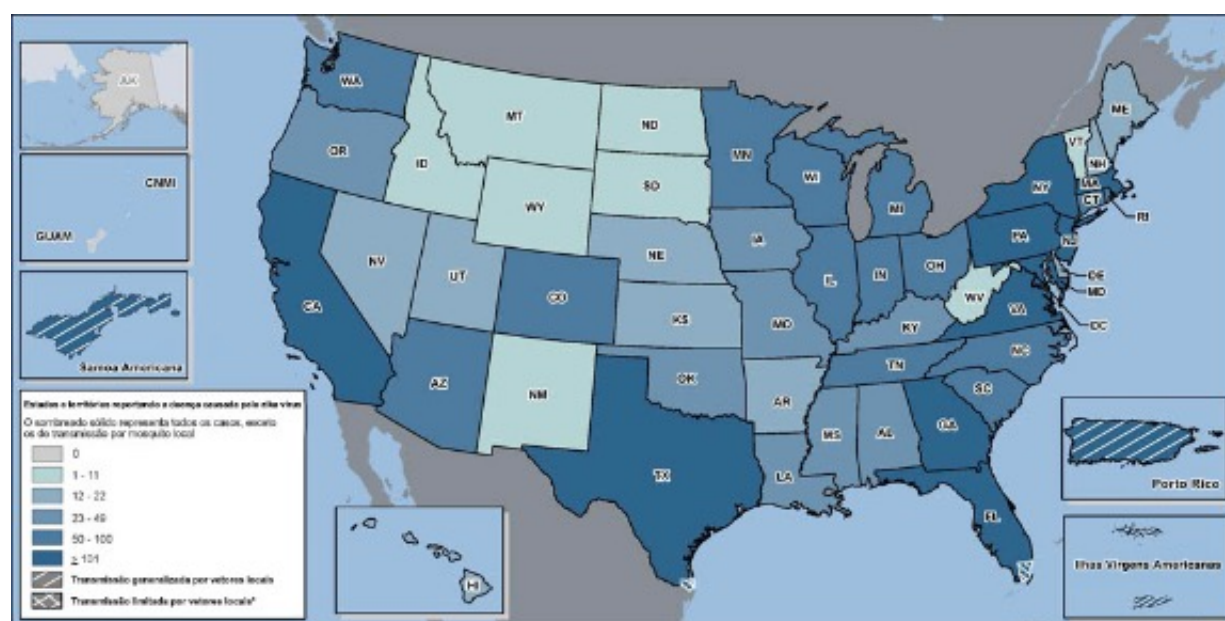 AK
CNMI
GUAM
Samoa Americana
Estados e territórios reportando a doença causada pelo zika vírus
O sombreado sólido representa todos os casos, exceto
os de transmissão por mosquito local
0
1 - 11
12 - 22
23 - 49
50 - 100
≥ 101
Transmissão generalizada por vetores locais
Transmissão limitada por vetores locais*
WA
OR
CA
ID
NV
MT
WY
UT
AZ
CO
NM
ND
SD
NE
KS
OK
TX
MN
IA
MO
AR
LA
WI
IL
MS
MI
IN
KY
TN
AL
OH
WV
VA
NC
SC
GA
FL
PA
NY
VT
NH
ME
MA
CT
RI
NJ
DE
MD
DC
HI
Porto Rico
Ilhas Virgens Americanas